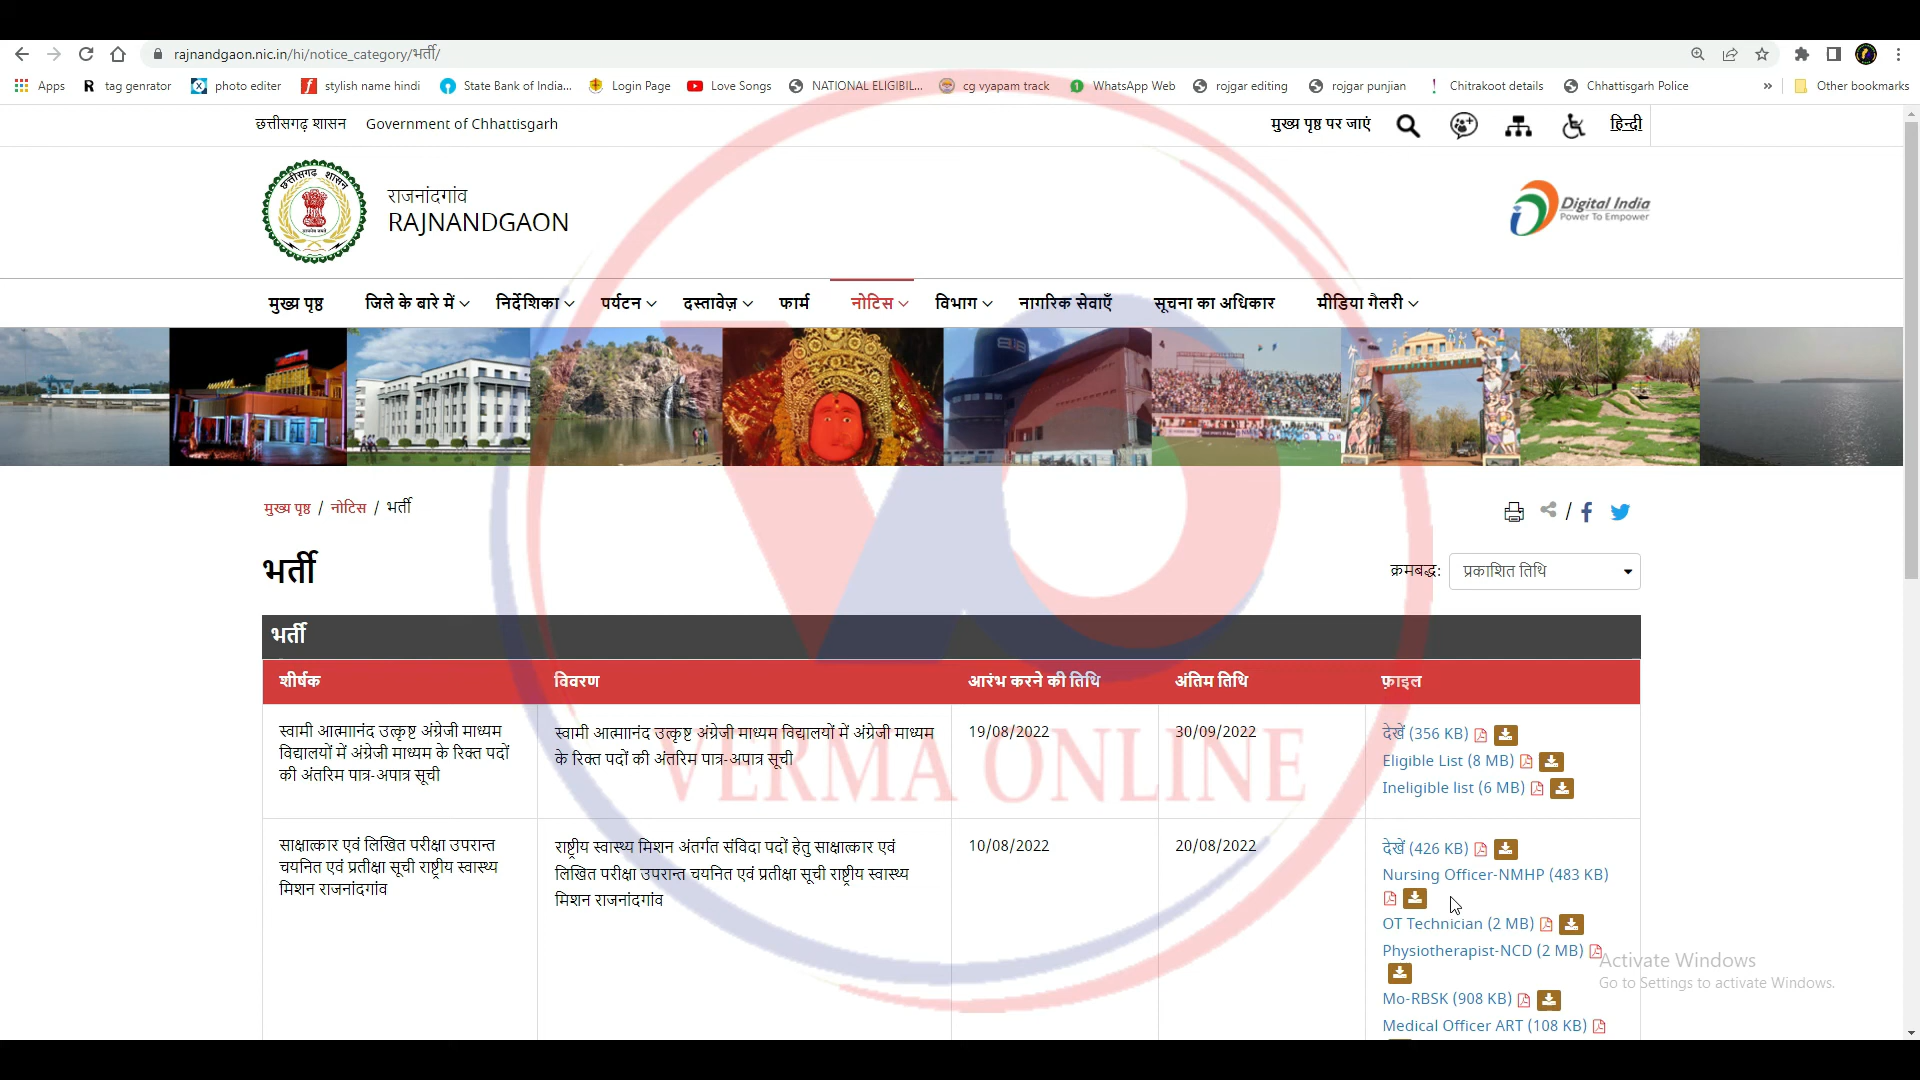 rajnandgaon.nic.in/hi/notice_category/भर्ती/
Apps tag genrator photo editer stylish name hindi State Bank of India... Login Page Love Songs NATIONAL ELIGIBIL... cg vyapam track WhatsApp Web rojgar editing rojgar punjian Chitrakoot details Chhattisgarh Police » Other bookmarks
छत्तीसगढ़ शासन Government of Chhattisgarh मुख्य पृष्ठ पर जाएं हिन्दी
छत्तीसगढ़ शासन
राजनांदगांव
RAJNANDGAON
Digital India
Power To Empower
मुख्य पृष्ठ जिले के बारे में निर्देशिका पर्यटन दस्तावेज़ फार्म नोटिस विभाग नागरिक सेवाएँ सूचना का अधिकार मीडिया गैलरी
मुख्य पृष्ठ / नोटिस / भर्ती
भर्ती
क्रमबद्ध: प्रकाशित तिथि
भर्ती
शीर्षक विवरण आरंभ करने की तिथि अंतिम तिथि फ़ाइल
स्वामी आत्माानंद उत्कृष्ट अंग्रेजी माध्यम
विद्यालयों में अंग्रेजी माध्यम के रिक्त पदों
की अंतरिम पात्र-अपात्र सूची
स्वामी आत्माानंद उत्कृष्ट अंग्रेजी माध्यम विद्यालयों में अंग्रेजी माध्यम
के रिक्त पदों की अंतरिम पात्र-अपात्र सूची
19/08/2022
30/09/2022
देखें (356 KB)
Eligible List (8 MB)
Ineligible list (6 MB)
VERMA ONLINE
साक्षात्कार एवं लिखित परीक्षा उपरान्त
चयनित एवं प्रतीक्षा सूची राष्ट्रीय स्वास्थ्य
मिशन राजनांदगांव
राष्ट्रीय स्वास्थ्य मिशन अंतर्गत संविदा पदों हेतु साक्षात्कार एवं
लिखित परीक्षा उपरान्त चयनित एवं प्रतीक्षा सूची राष्ट्रीय स्वास्थ्य
मिशन राजनांदगांव
10/08/2022
20/08/2022
देखें (426 KB)
Nursing Officer-NMHP (483 KB)
OT Technician (2 MB)
Physiotherapist-NCD (2 MB)
Mo-RBSK (908 KB)
Medical Officer ART (108 KB)
Activate Windows
Go to Settings to activate Windows.